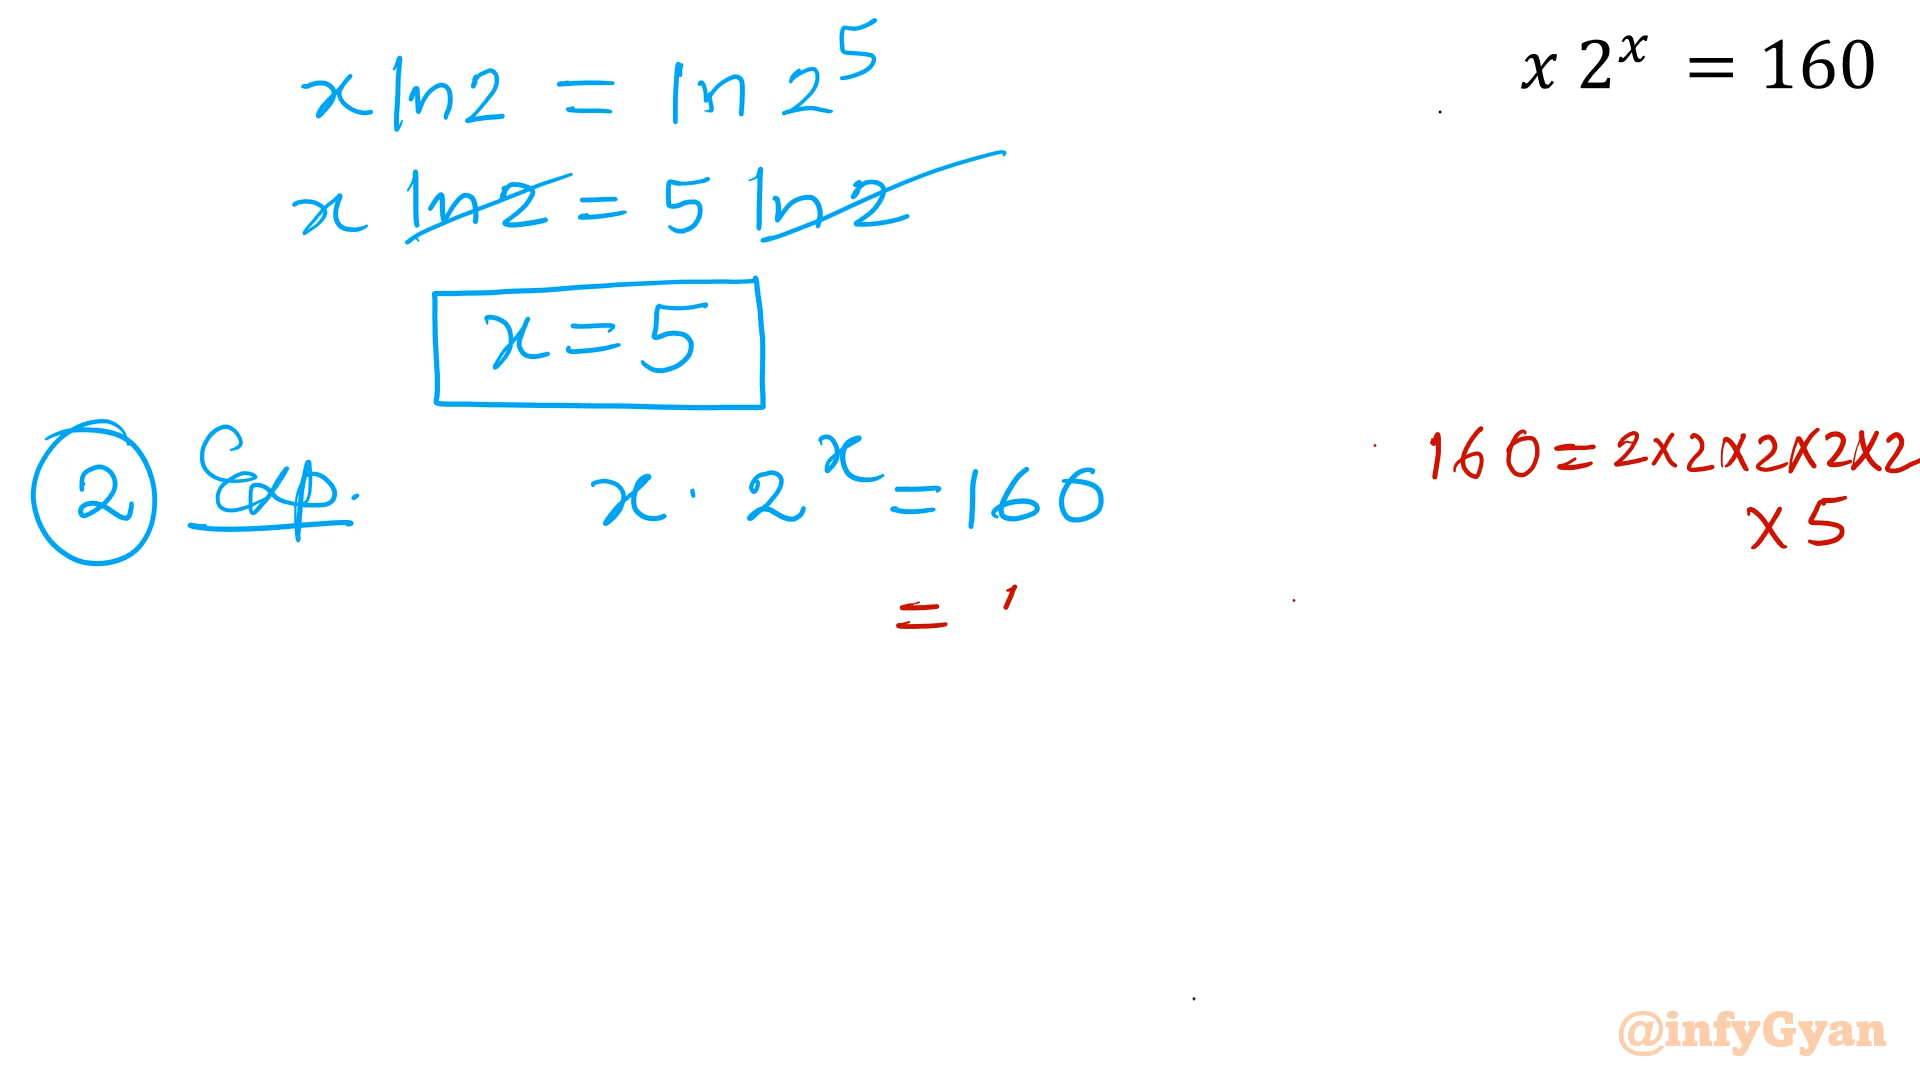 x 2^x = 160
x ln2 = ln 2^5
x ln2 = 5 ln2
x = 5
2 Exp. x · 2^x = 160
160 = 2 × 2 × 2 × 2 × 2
× 5
=
@infyGyan